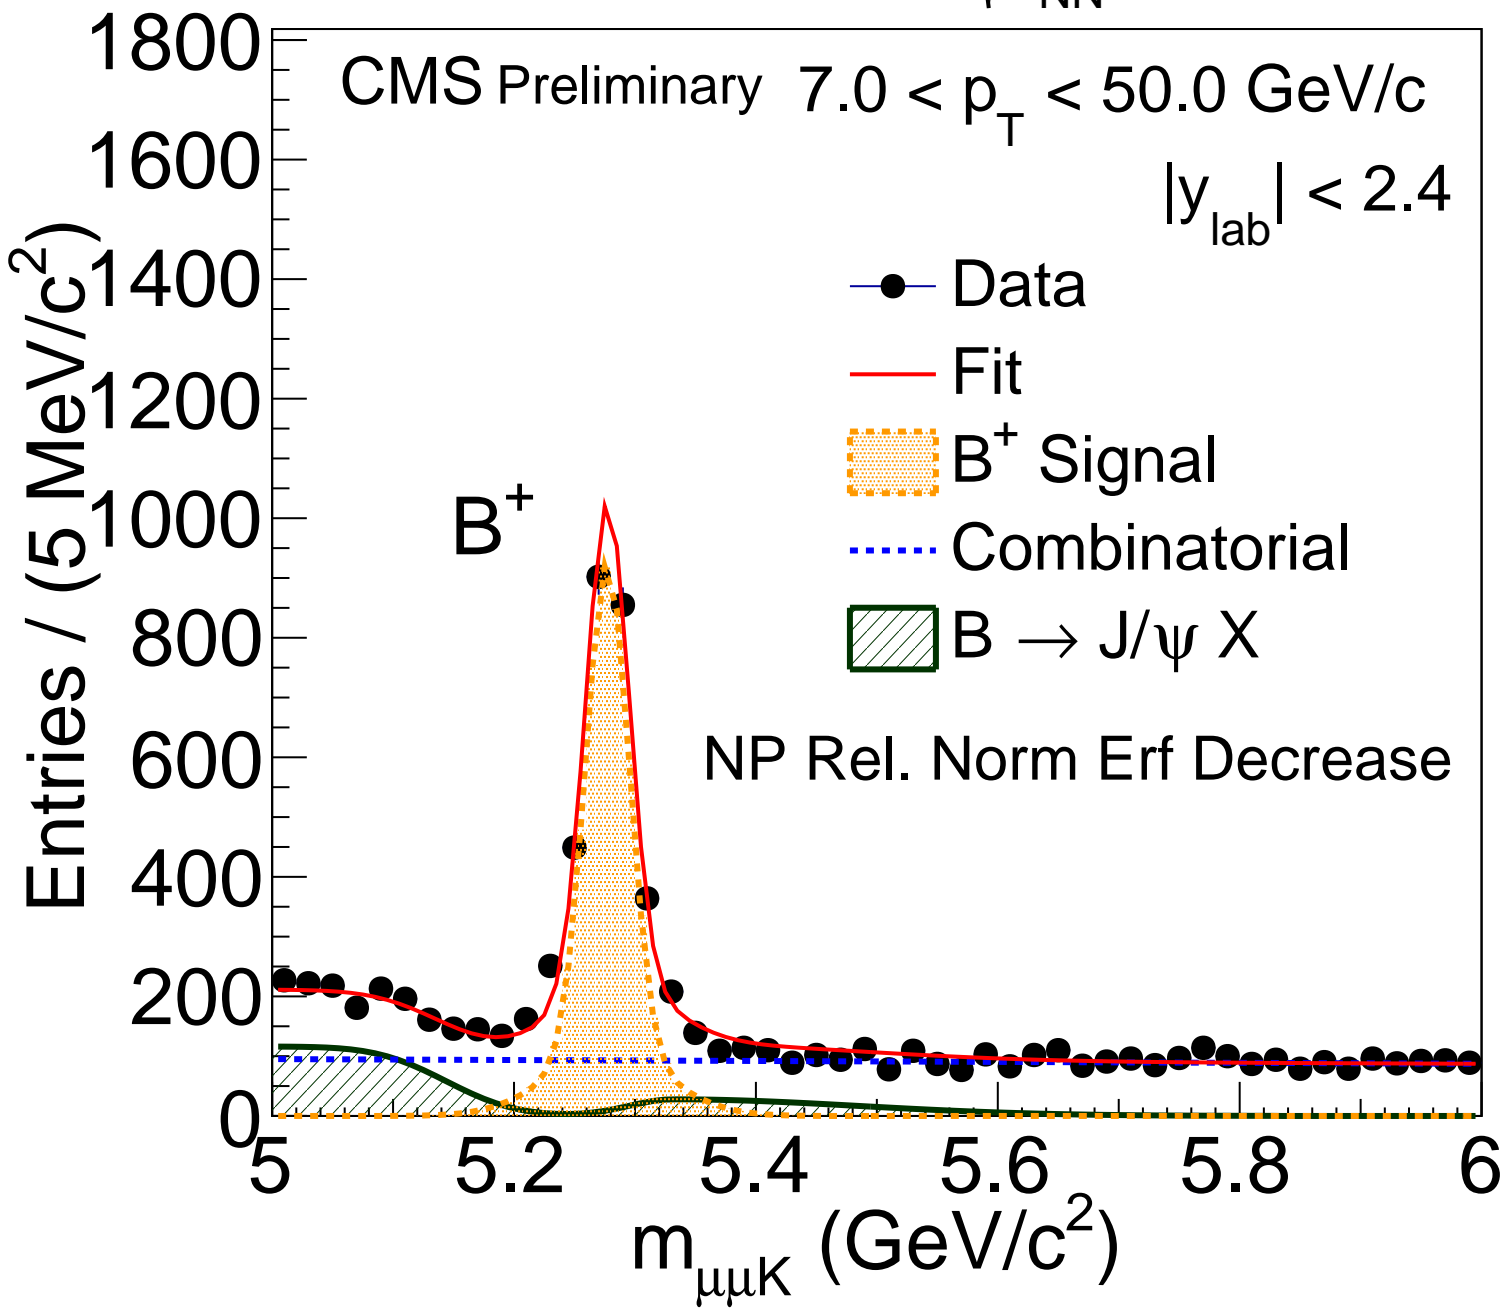 CMS Preliminary 7.0 < p_T < 50.0 GeV/c
|y_lab| < 2.4
Data
Fit
B⁺ Signal
Combinatorial
B → J/ψ X
B⁺
NP Rel. Norm Erf Decrease
Entries / (5 MeV/c²)
1800
1600
1400
1200
1000
800
600
400
200
0
5 5.2 5.4 5.6 5.8 6
m_μμK (GeV/c²)